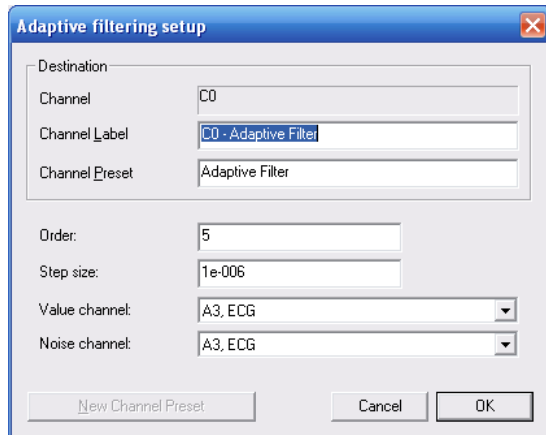 Adaptive filtering setup
Destination
Channel C0
Channel Label C0 - Adaptive Filter
Channel Preset Adaptive Filter
Order: 5
Step size: 1e-006
Value channel: A3, ECG
Noise channel: A3, ECG
New Channel Preset Cancel OK